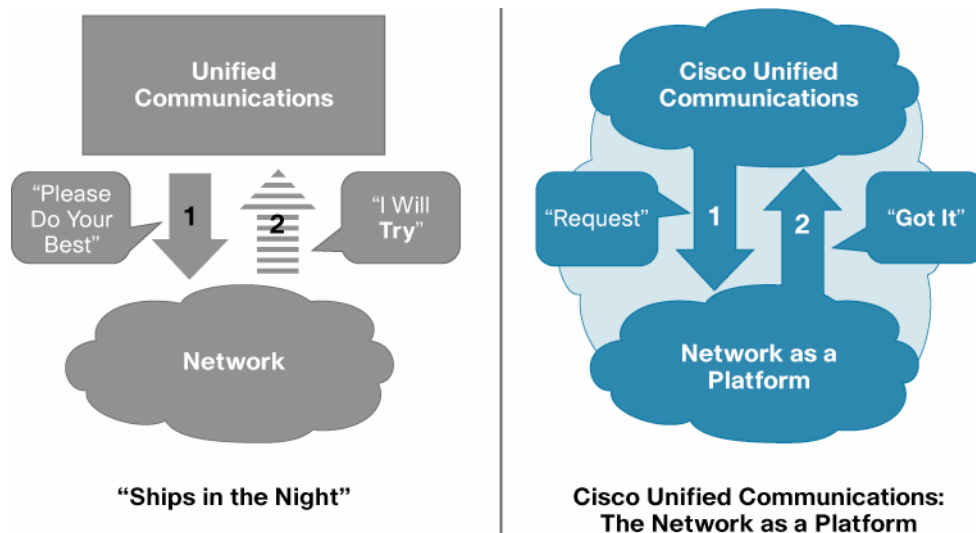 Unified
Communications
“Please
Do Your
Best”
1
2
“I Will
Try”
Network
“Ships in the Night”
Cisco Unified
Communications
“Request”
1
2
“Got It”
Network as a
Platform
Cisco Unified Communications:
The Network as a Platform